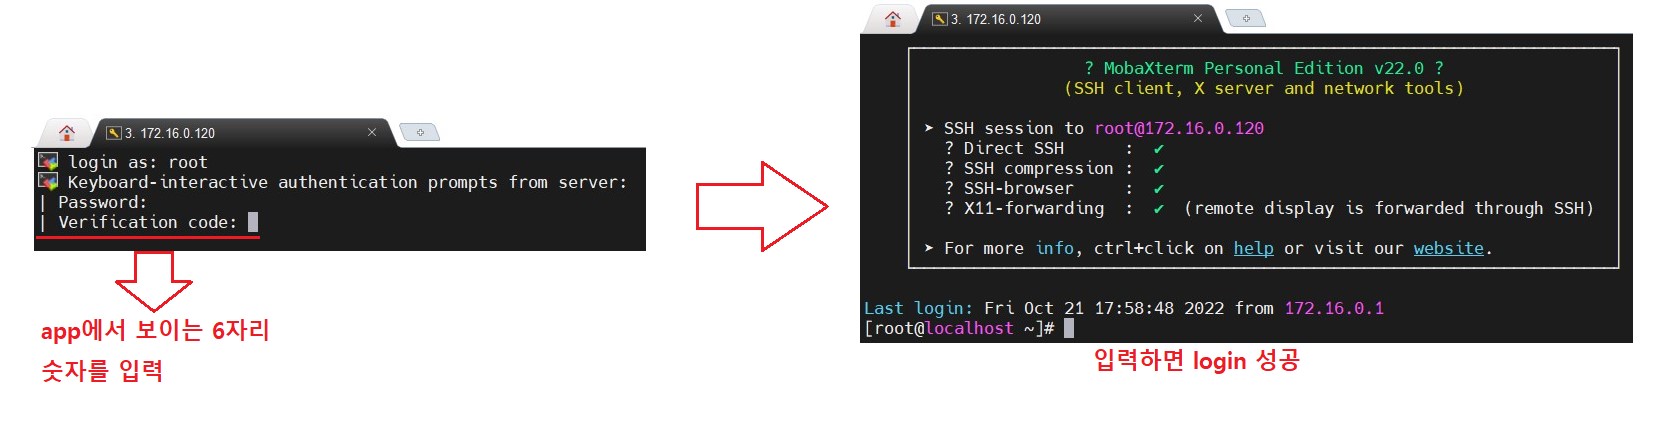 3. 172.16.0.120
login as: root
Keyboard-interactive authentication prompts from server:
| Password:
| Verification code:
app에서 보이는 6자리
숫자를 입력
3. 172.16.0.120
? MobaXterm Personal Edition v22.0 ?
(SSH client, X server and network tools)
➤ SSH session to root@172.16.0.120
? Direct SSH : ✔
? SSH compression : ✔
? SSH-browser : ✔
? X11-forwarding : ✔ (remote display is forwarded through SSH)
➤ For more info, ctrl+click on help or visit our website.
Last login: Fri Oct 21 17:58:48 2022 from 172.16.0.1
[root@localhost ~]#
입력하면 login 성공